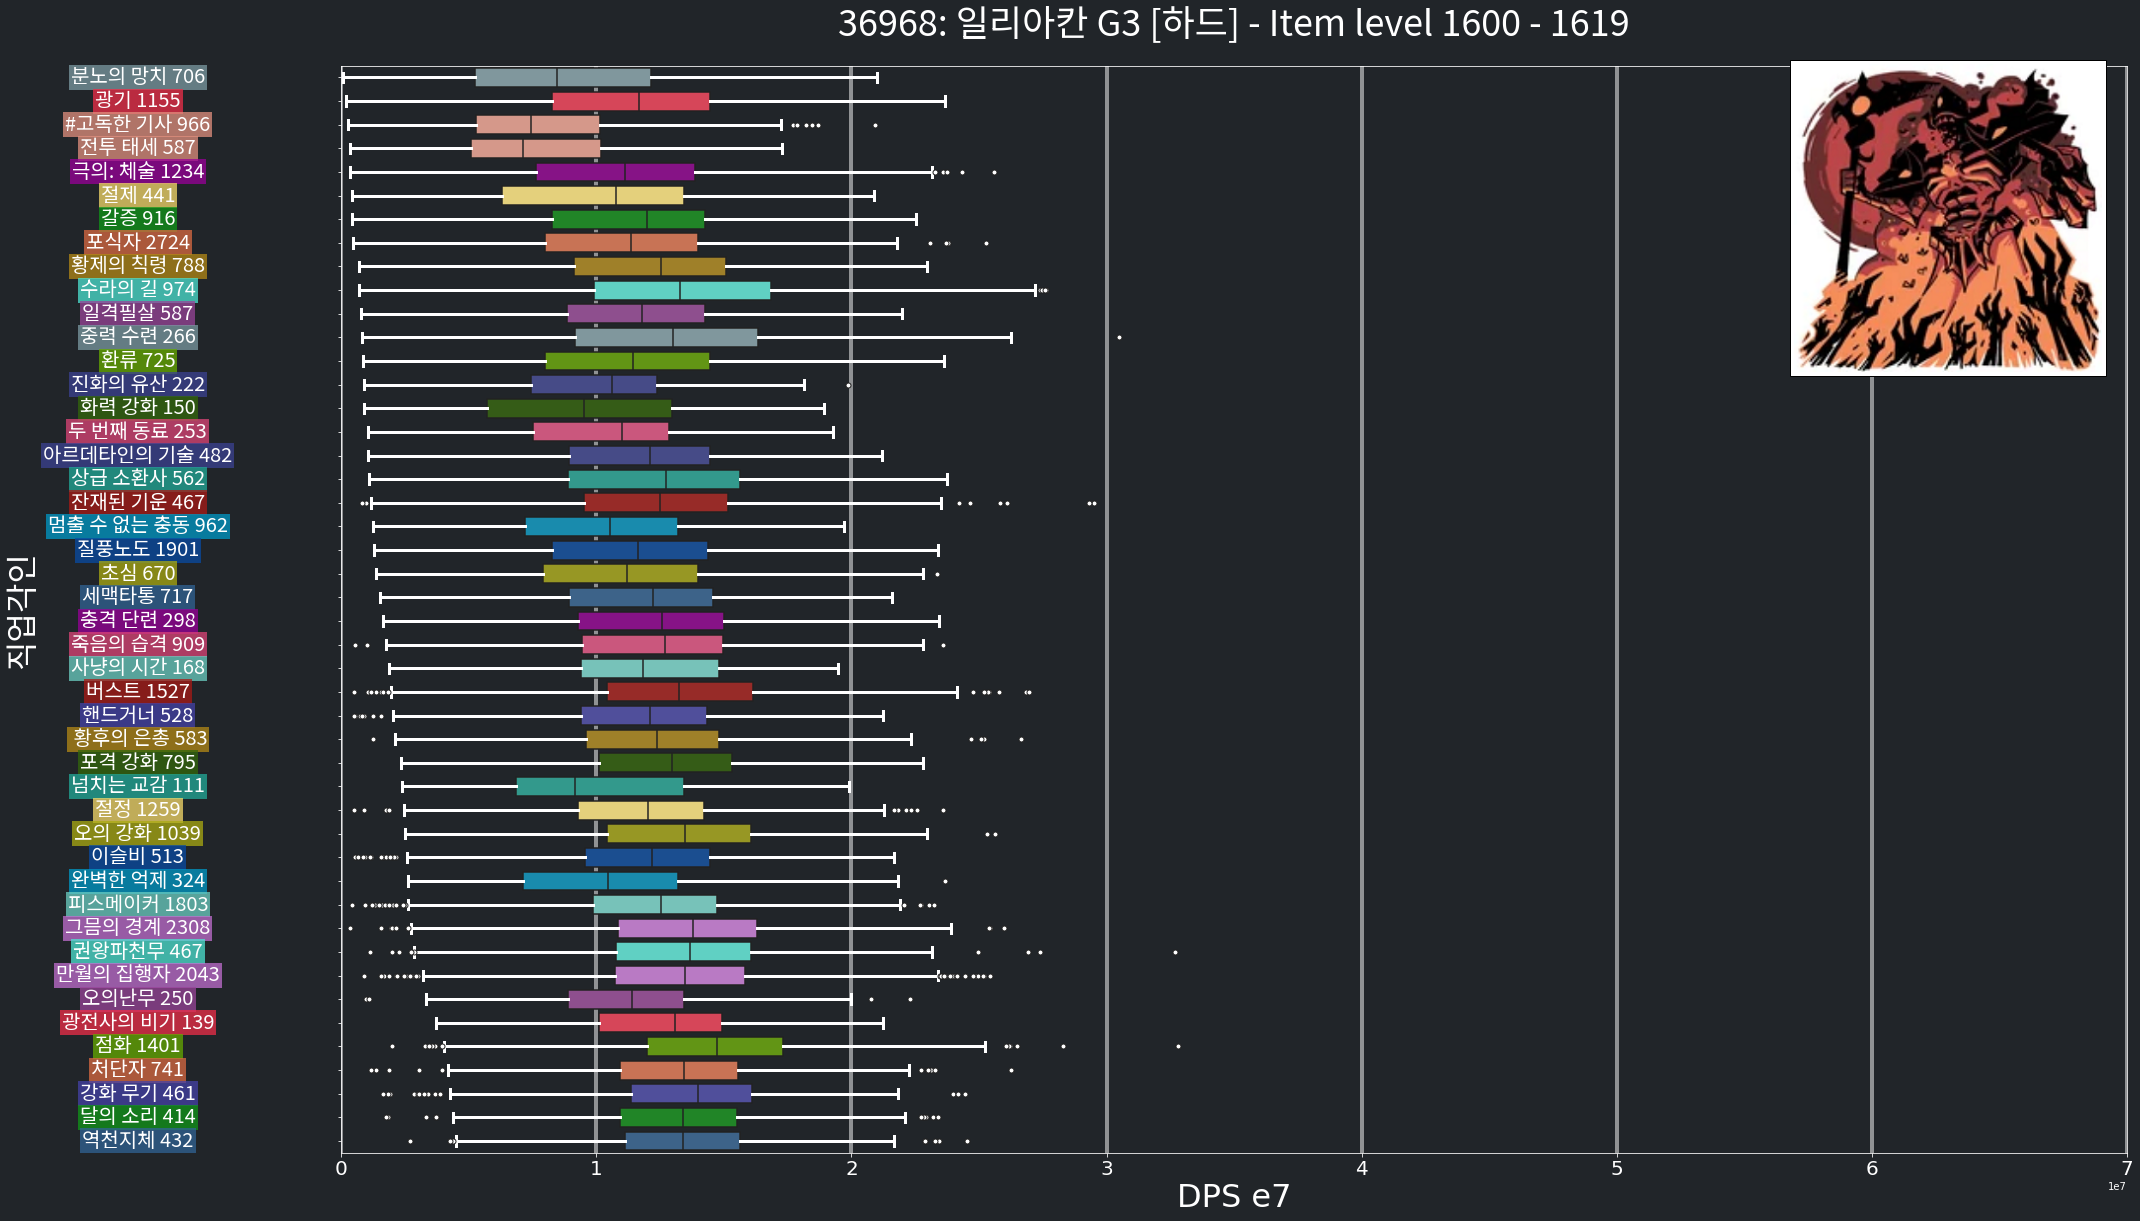 36968: 일리아칸 G3 [하드] - Item level 1600 - 1619
분노의 망치 706
광기 1155
#고독한 기사 966
전투 태세 587
극의: 체술 1234
절제 441
갈증 916
포식자 2724
황제의 칙령 788
수라의 길 974
일격필살 587
중력 수련 266
환류 725
진화의 유산 222
화력 강화 150
두 번째 동료 253
아르데타인의 기술 482
상급 소환사 562
잔재된 기운 467
멈출 수 없는 충동 962
질풍노도 1901
초심 670
세맥타통 717
충격 단련 298
죽음의 습격 909
사냥의 시간 168
버스트 1527
핸드거너 528
황후의 은총 583
포격 강화 795
넘치는 교감 111
절정 1259
오의 강화 1039
이슬비 513
완벽한 억제 324
피스메이커 1803
그믐의 경계 2308
권왕파천무 467
만월의 집행자 2043
오의난무 250
광전사의 비기 139
점화 1401
처단자 741
강화 무기 461
달의 소리 414
역천지체 432
직업각인
0 1 2 3 4 5 6 7
1e7
DPS e7